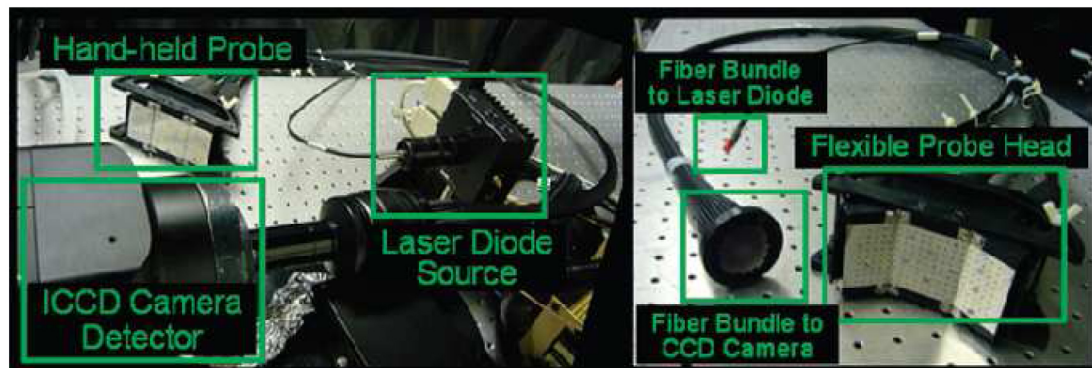 Hand-held Probe
Laser Diode
Source
ICCD Camera
Detector
Fiber Bundle
to Laser Diode
Flexible Probe Head
Fiber Bundle to
CCD Camera